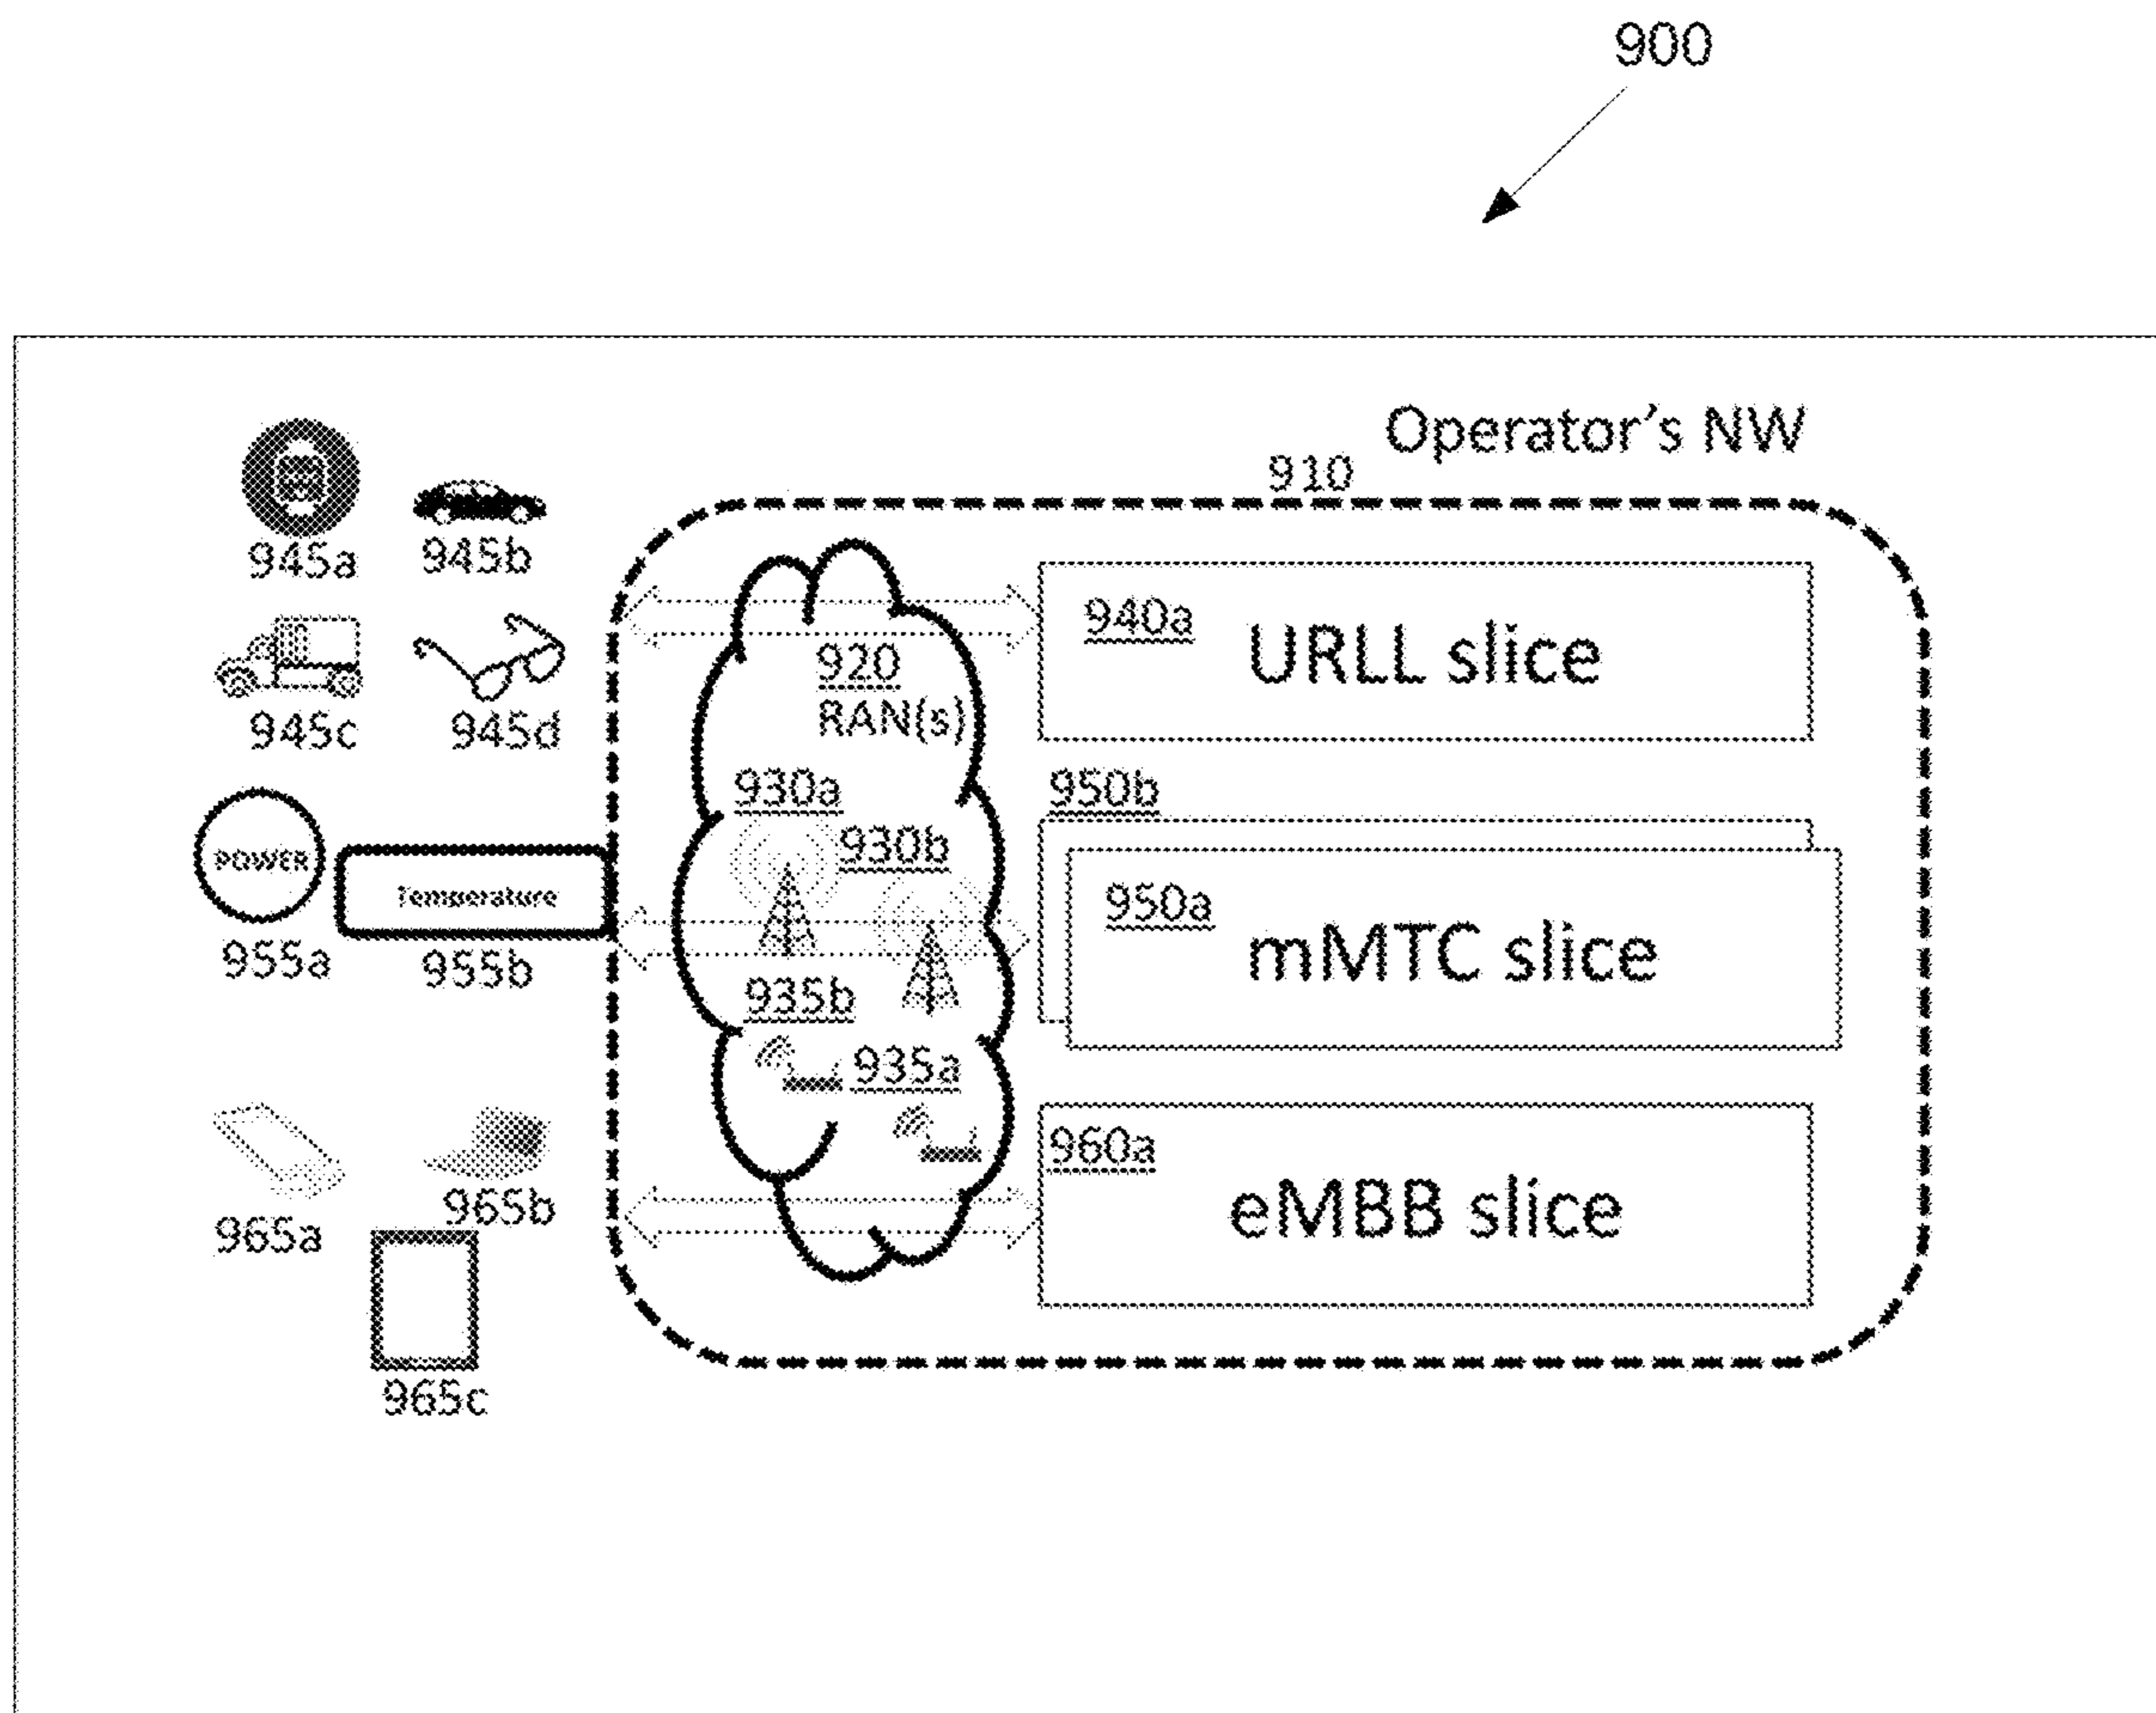 900
Operator's NW
910
945a
945b
940a
URLL slice
920
RAN(s)
945c
945d
930a
950b
930b
POWER
Temperature
950a
mMTC slice
955a
955b
935b
935a
960a
eMBB slice
965a
965b
965c